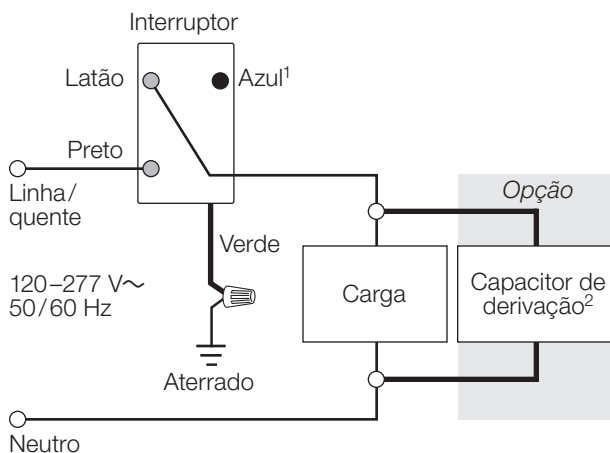 Interruptor
Latão
Azul¹
Preto
Linha/
quente
Opção
Verde
120–277 V~
50/60 Hz
Carga
Capacitor de
derivação²
Aterrado
Neutro